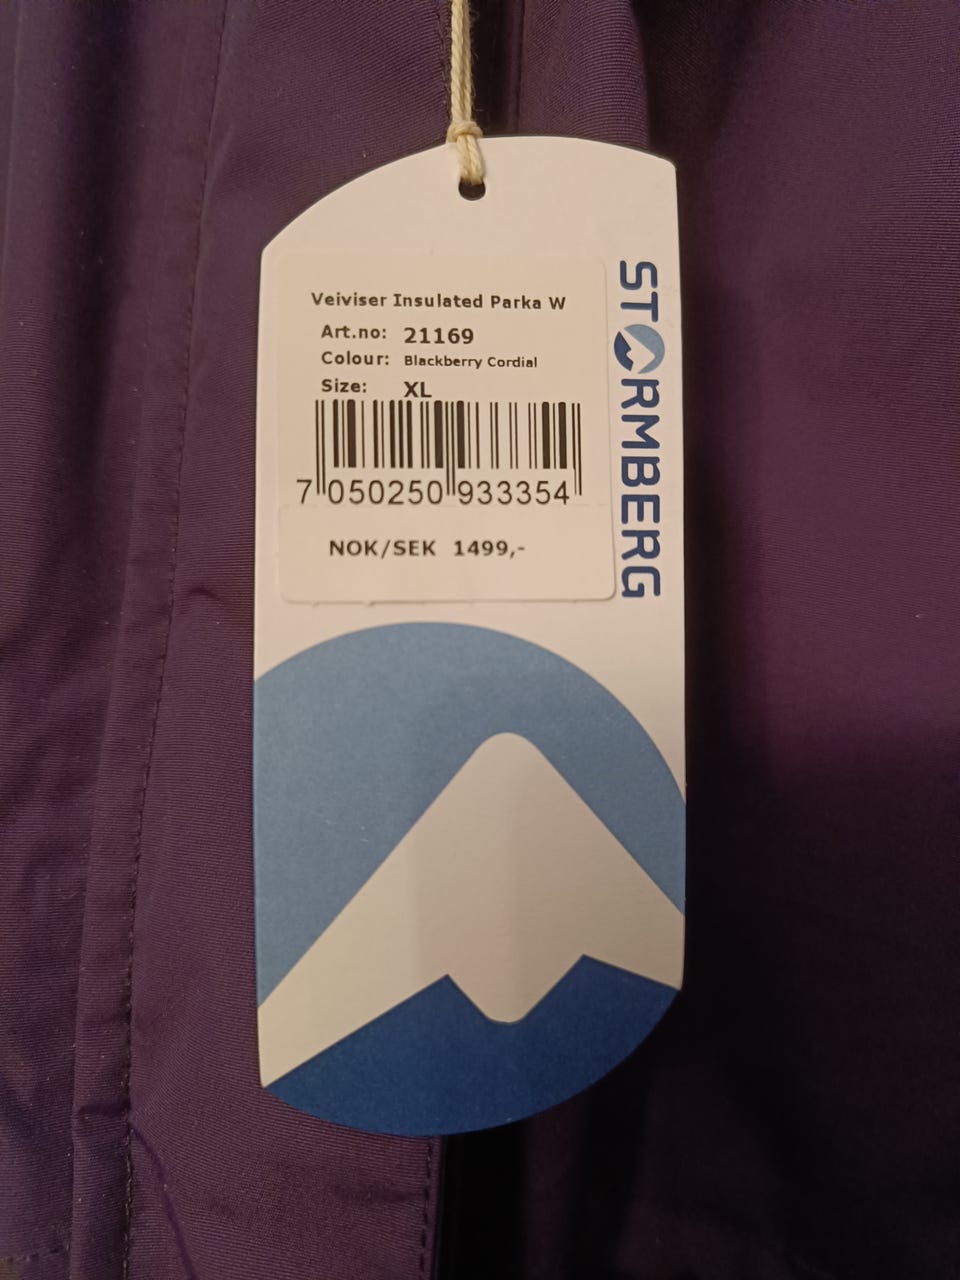 Veiviser Insulated Parka W
Art.no: 21169
Colour: Blackberry Cordial
Size: XL
7 050250 933354
NOK/SEK 1499,-
STORMBERG